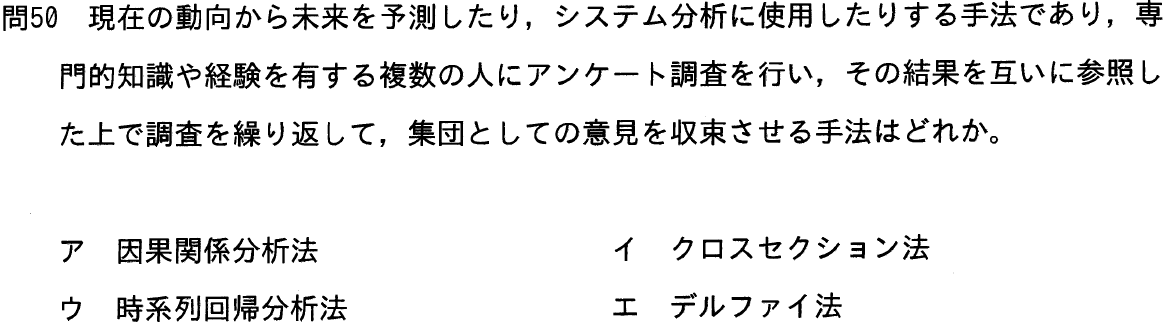 問50 現在の動向から未来を予測したり，システム分析に使用したりする手法であり，専
門的知識や経験を有する複数の人にアンケート調査を行い，その結果を互いに参照し
た上で調査を繰り返して，集団としての意見を収束させる手法はどれか。
ア 因果関係分析法 イ クロスセクション法
ウ 時系列回帰分析法 エ デルファイ法